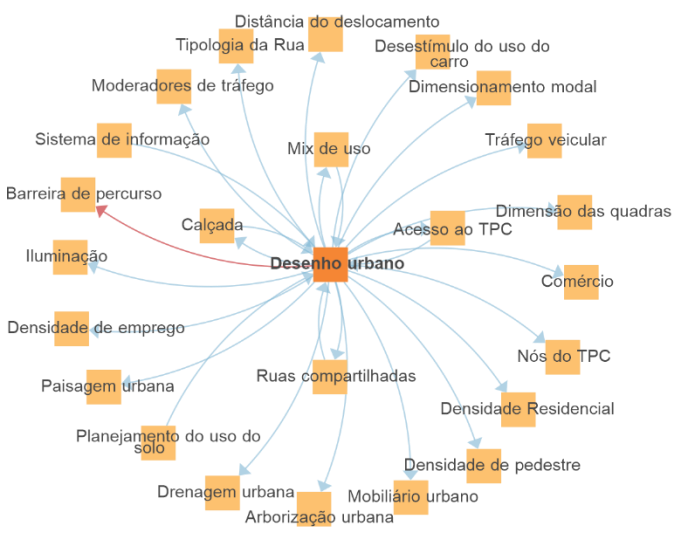 Distância do deslocamento
Tipologia da Rua
Desestímulo do uso do
carro
Moderadores de tráfego
Dimensionamento modal
Sistema de informação
Mix de uso
Tráfego veicular
Barreira de percurso
Calçada
Acesso ao TPC
Dimensão das quadras
Iluminação
Desenho urbano
Comércio
Densidade de emprego
Nós do TPC
Paisagem urbana
Ruas compartilhadas
Densidade Residencial
Planejamento do uso do
solo
Densidade de pedestre
Drenagem urbana
Mobiliário urbano
Arborização urbana